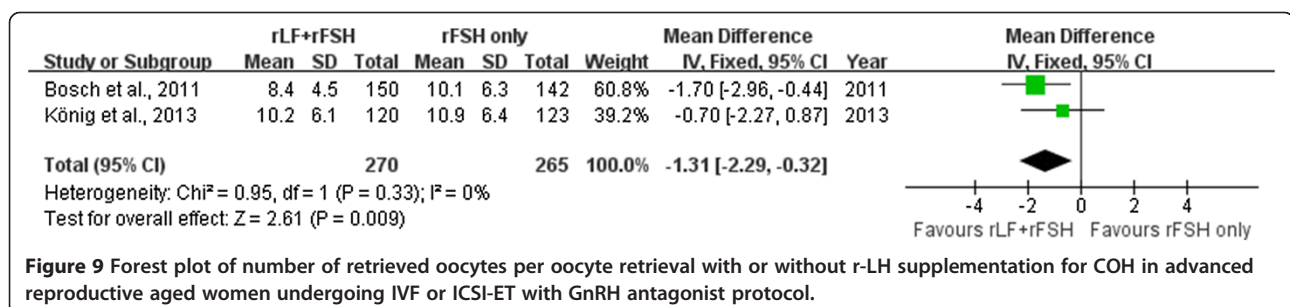 rLF+rFSH rFSH only Mean Difference Mean Difference
Study or Subgroup Mean SD Total Mean SD Total Weight IV, Fixed, 95% CI Year IV, Fixed, 95% CI
Bosch et al., 2011 8.4 4.5 150 10.1 6.3 142 60.8% -1.70 [-2.96, -0.44] 2011
König et al., 2013 10.2 6.1 120 10.9 6.4 123 39.2% -0.70 [-2.27, 0.87] 2013
Total (95% CI) 270 265 100.0% -1.31 [-2.29, -0.32]
Heterogeneity: Chi² = 0.95, df = 1 (P = 0.33); I² = 0%
Test for overall effect: Z = 2.61 (P = 0.009)
-4 -2 0 2 4
Favours rLF+rFSH Favours rFSH only
Figure 9 Forest plot of number of retrieved oocytes per oocyte retrieval with or without r-LH supplementation for COH in advanced
reproductive aged women undergoing IVF or ICSI-ET with GnRH antagonist protocol.